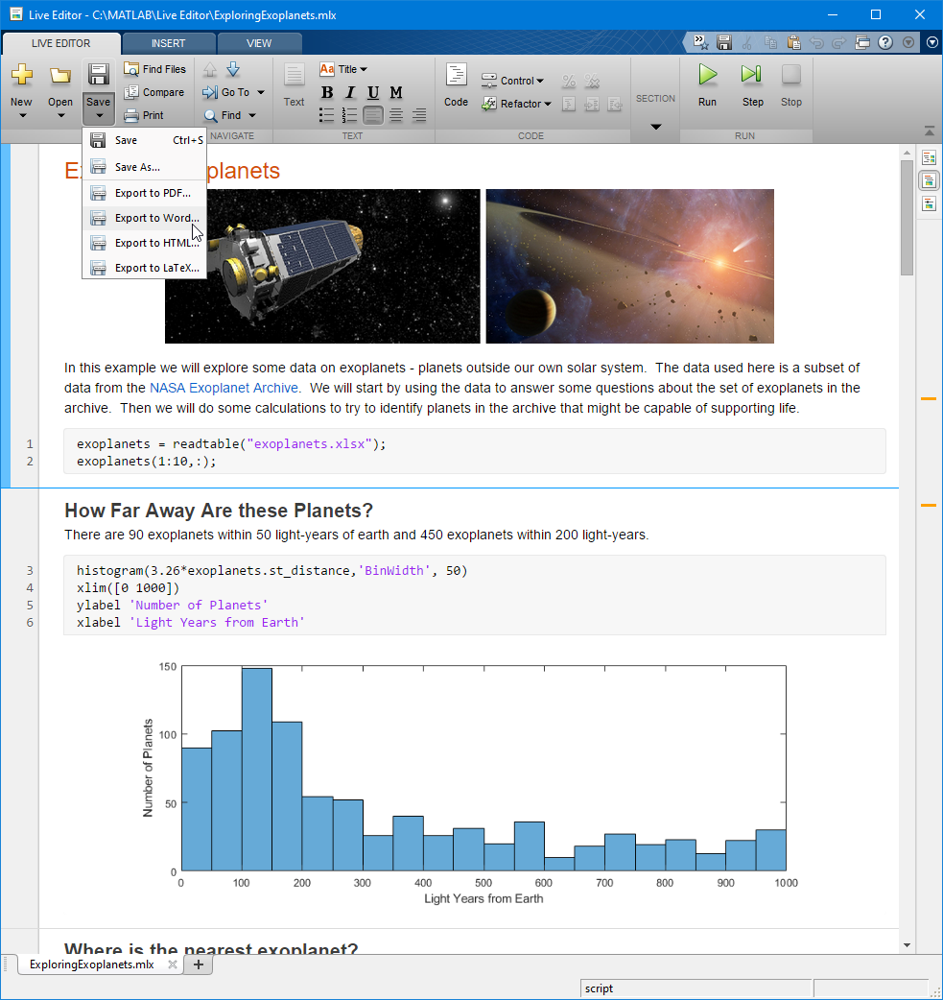 Live Editor - C:\MATLAB\Live Editor\ExploringExoplanets.mlx
LIVE EDITOR
INSERT
VIEW
New
Open
Save
Find Files
Compare
Print
Go To
Find
NAVIGATE
Text
Aa Title
B I U M
TEXT
Code
Control
Refactor
CODE
SECTION
Run
Step
Stop
RUN
Save Ctrl+S
Save As...
Export to PDF...
Export to Word...
Export to HTML...
Export to LaTeX...
E planets
In this example we will explore some data on exoplanets - planets outside our own solar system. The data used here is a subset of
data from the NASA Exoplanet Archive. We will start by using the data to answer some questions about the set of exoplanets in the
archive. Then we will do some calculations to try to identify planets in the archive that might be capable of supporting life.
1 exoplanets = readtable("exoplanets.xlsx");
2 exoplanets(1:10,:);
How Far Away Are these Planets?
There are 90 exoplanets within 50 light-years of earth and 450 exoplanets within 200 light-years.
3 histogram(3.26*exoplanets.st_distance,'BinWidth', 50)
4 xlim([0 1000])
5 ylabel 'Number of Planets'
6 xlabel 'Light Years from Earth'
150
100
50
0
Number of Planets
0 100 200 300 400 500 600 700 800 900 1000
Light Years from Earth
Where is the nearest exoplanet?
ExploringExoplanets.mlx
script